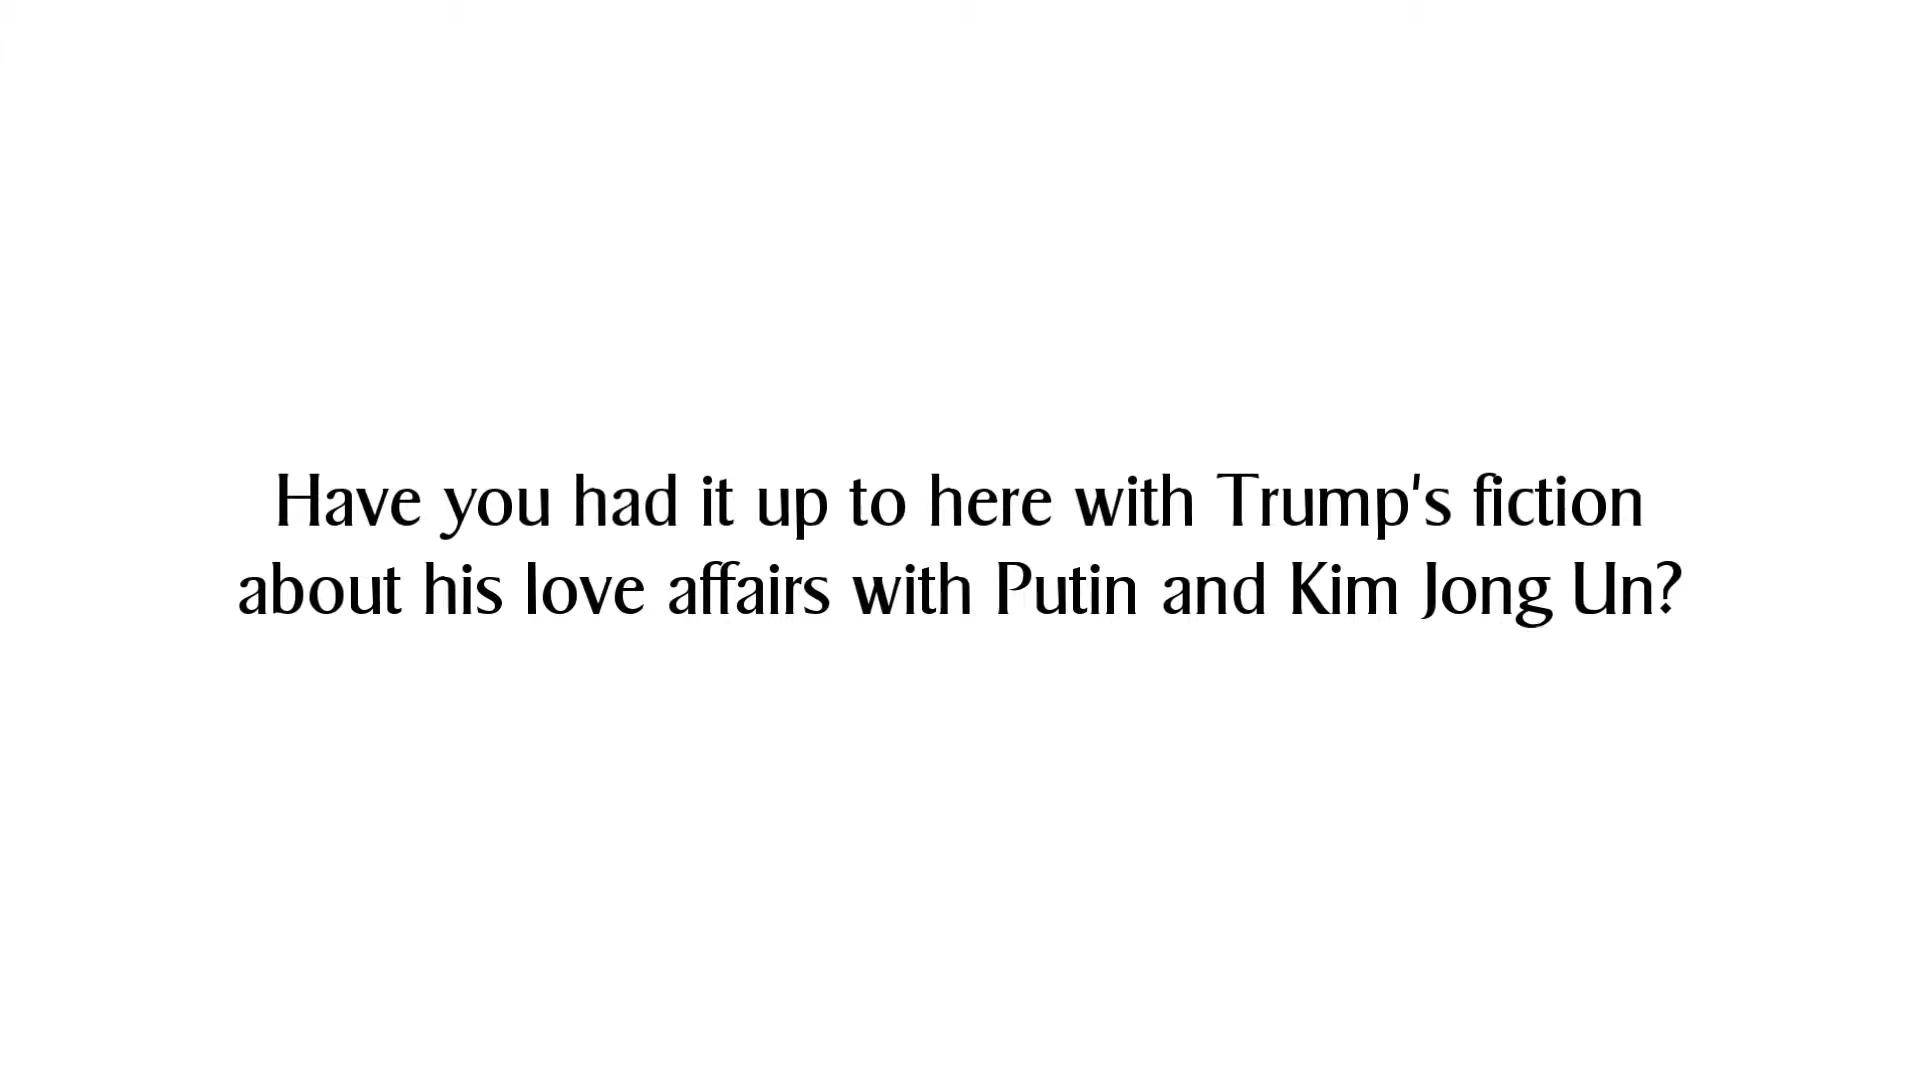 Have you had it up to here with Trump's fiction
about his love affairs with Putin and Kim Jong Un?